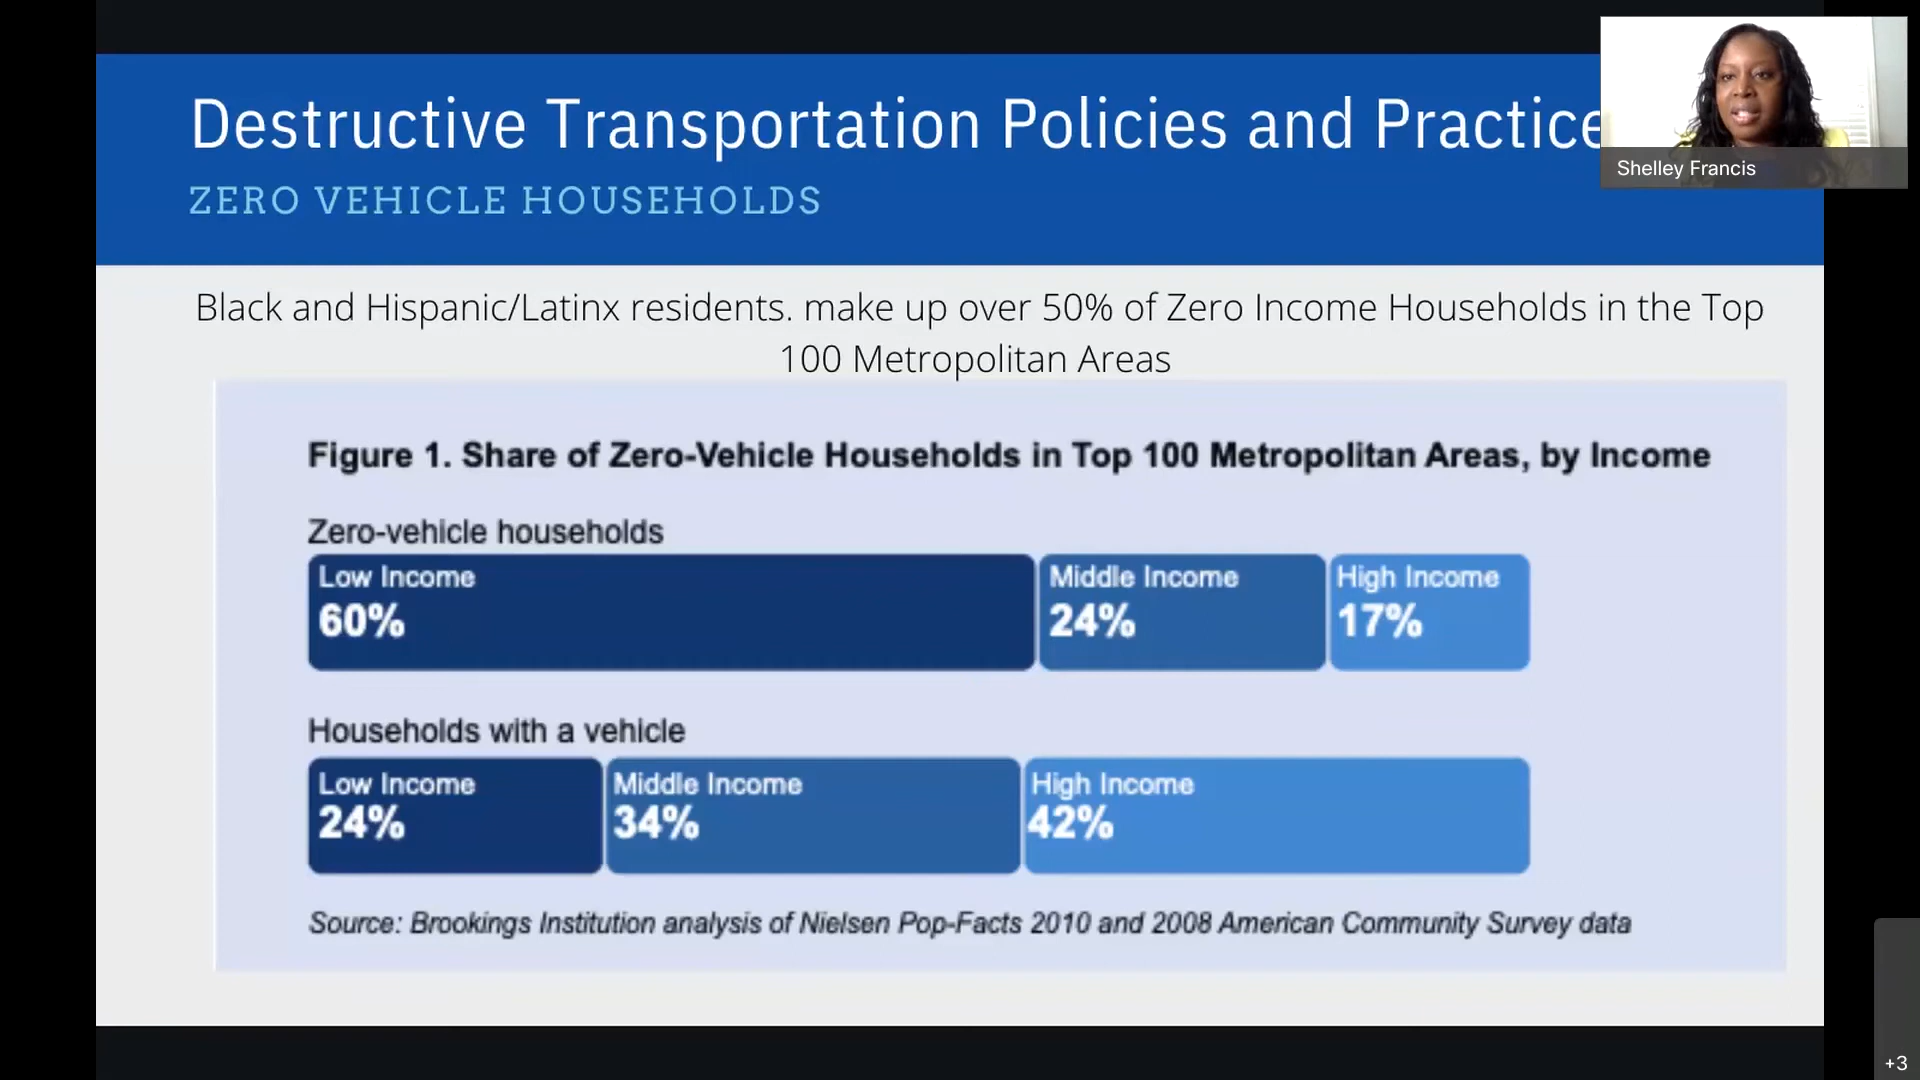 Destructive Transportation Policies and Practice
ZERO VEHICLE HOUSEHOLDS
Shelley Francis
Black and Hispanic/Latinx residents. make up over 50% of Zero Income Households in the Top
100 Metropolitan Areas
Figure 1. Share of Zero-Vehicle Households in Top 100 Metropolitan Areas, by Income
Zero-vehicle households
Low Income
60%
Middle Income
24%
High Income
17%
Households with a vehicle
Low Income
24%
Middle Income
34%
High Income
42%
Source: Brookings Institution analysis of Nielsen Pop-Facts 2010 and 2008 American Community Survey data
+3